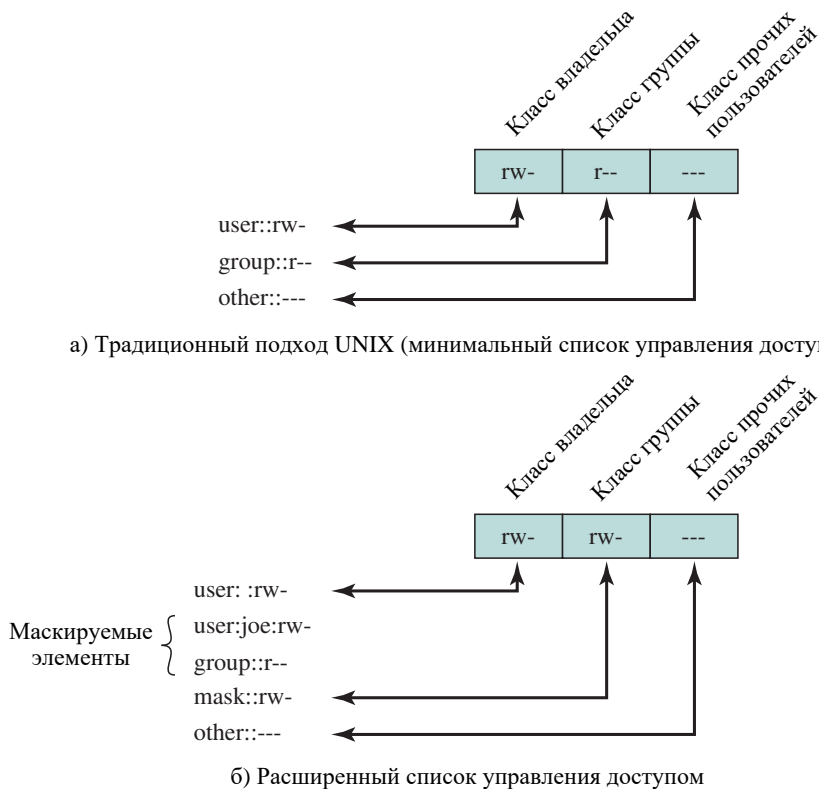 Класс владельца
Класс группы
Класс прочих
пользователей
rw-
r--
---
user::rw-
group::r--
other::---
а) Традиционный подход UNIX (минимальный список управления досту
Класс владельца
Класс группы
Класс прочих
пользователей
rw-
rw-
---
user: :rw-
Маскируемые
элементы
user:joe:rw-
group::r--
mask::rw-
other::---
б) Расширенный список управления доступом